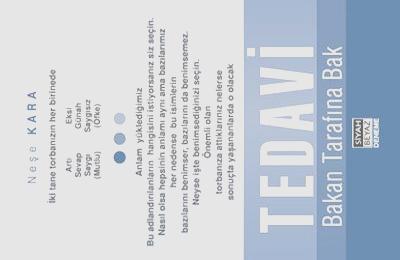 Neşe KARA
İki tane torbanızın her birinde
Artı Eksi
Sevap Günah
Saygı Saygısız
(Mutlu) (Öfke)
Anlam yüklediğimiz
Bu adlandırılanların hangisini istiyorsanız siz seçin.
Nasıl olsa hepsinin anlamı aynı ama bazılarımız
her nedense bu isimlerin
bazılarını benimser, bazılarını da benimsemez.
Neyse işte benimsediğinizi seçin.
Önemli olan
torbanıza attıklarınız nelerse
sonuçta yaşananlarda o olacak
TEDAVİ
Bakan Tarafına Bak
SİYAH
BEYAZ